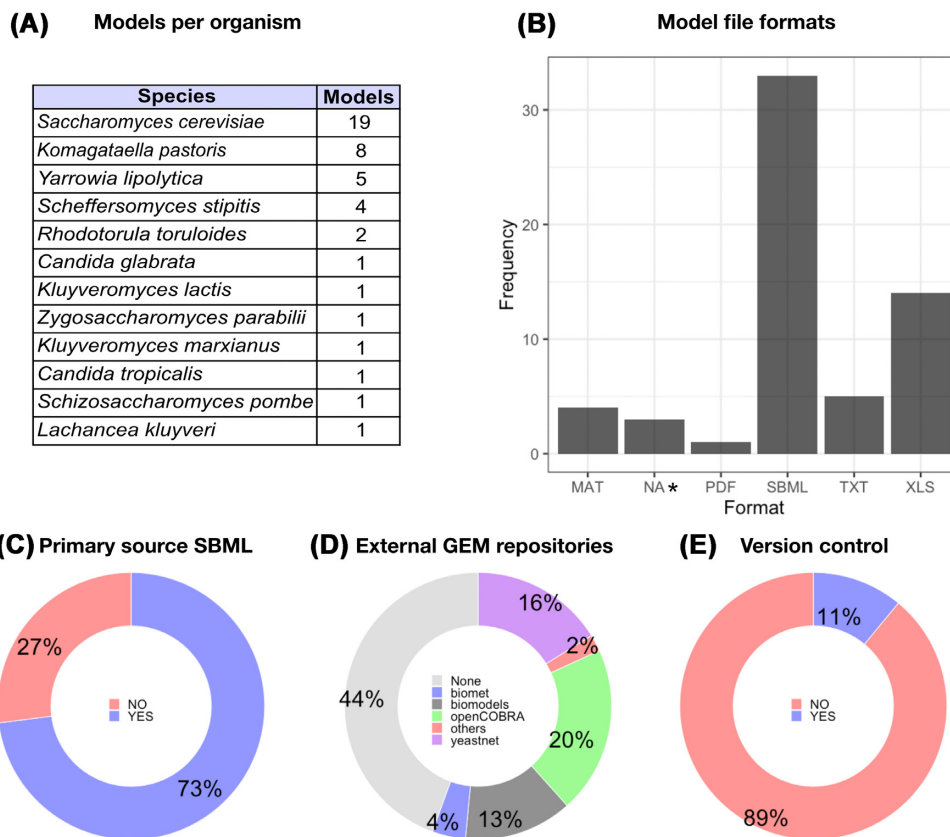 (A) Models per organism
Species Models
Saccharomyces cerevisiae 19
Komagataella pastoris 8
Yarrowia lipolytica 5
Scheffersomyces stipitis 4
Rhodotorula toruloides 2
Candida glabrata 1
Kluyveromyces lactis 1
Zygosaccharomyces parabilii 1
Kluyveromyces marxianus 1
Candida tropicalis 1
Schizosaccharomyces pombe 1
Lachancea kluyveri 1
(B) Model file formats
Frequency
30
20
10
0
MAT NA* PDF SBML TXT XLS
Format
(C) Primary source SBML
27%
NO
YES
73%
(D) External GEM repositories
16%
2%
44%
None
biomet
biomodels
openCOBRA
others
yeastnet
20%
4%
13%
(E) Version control
11%
NO
YES
89%